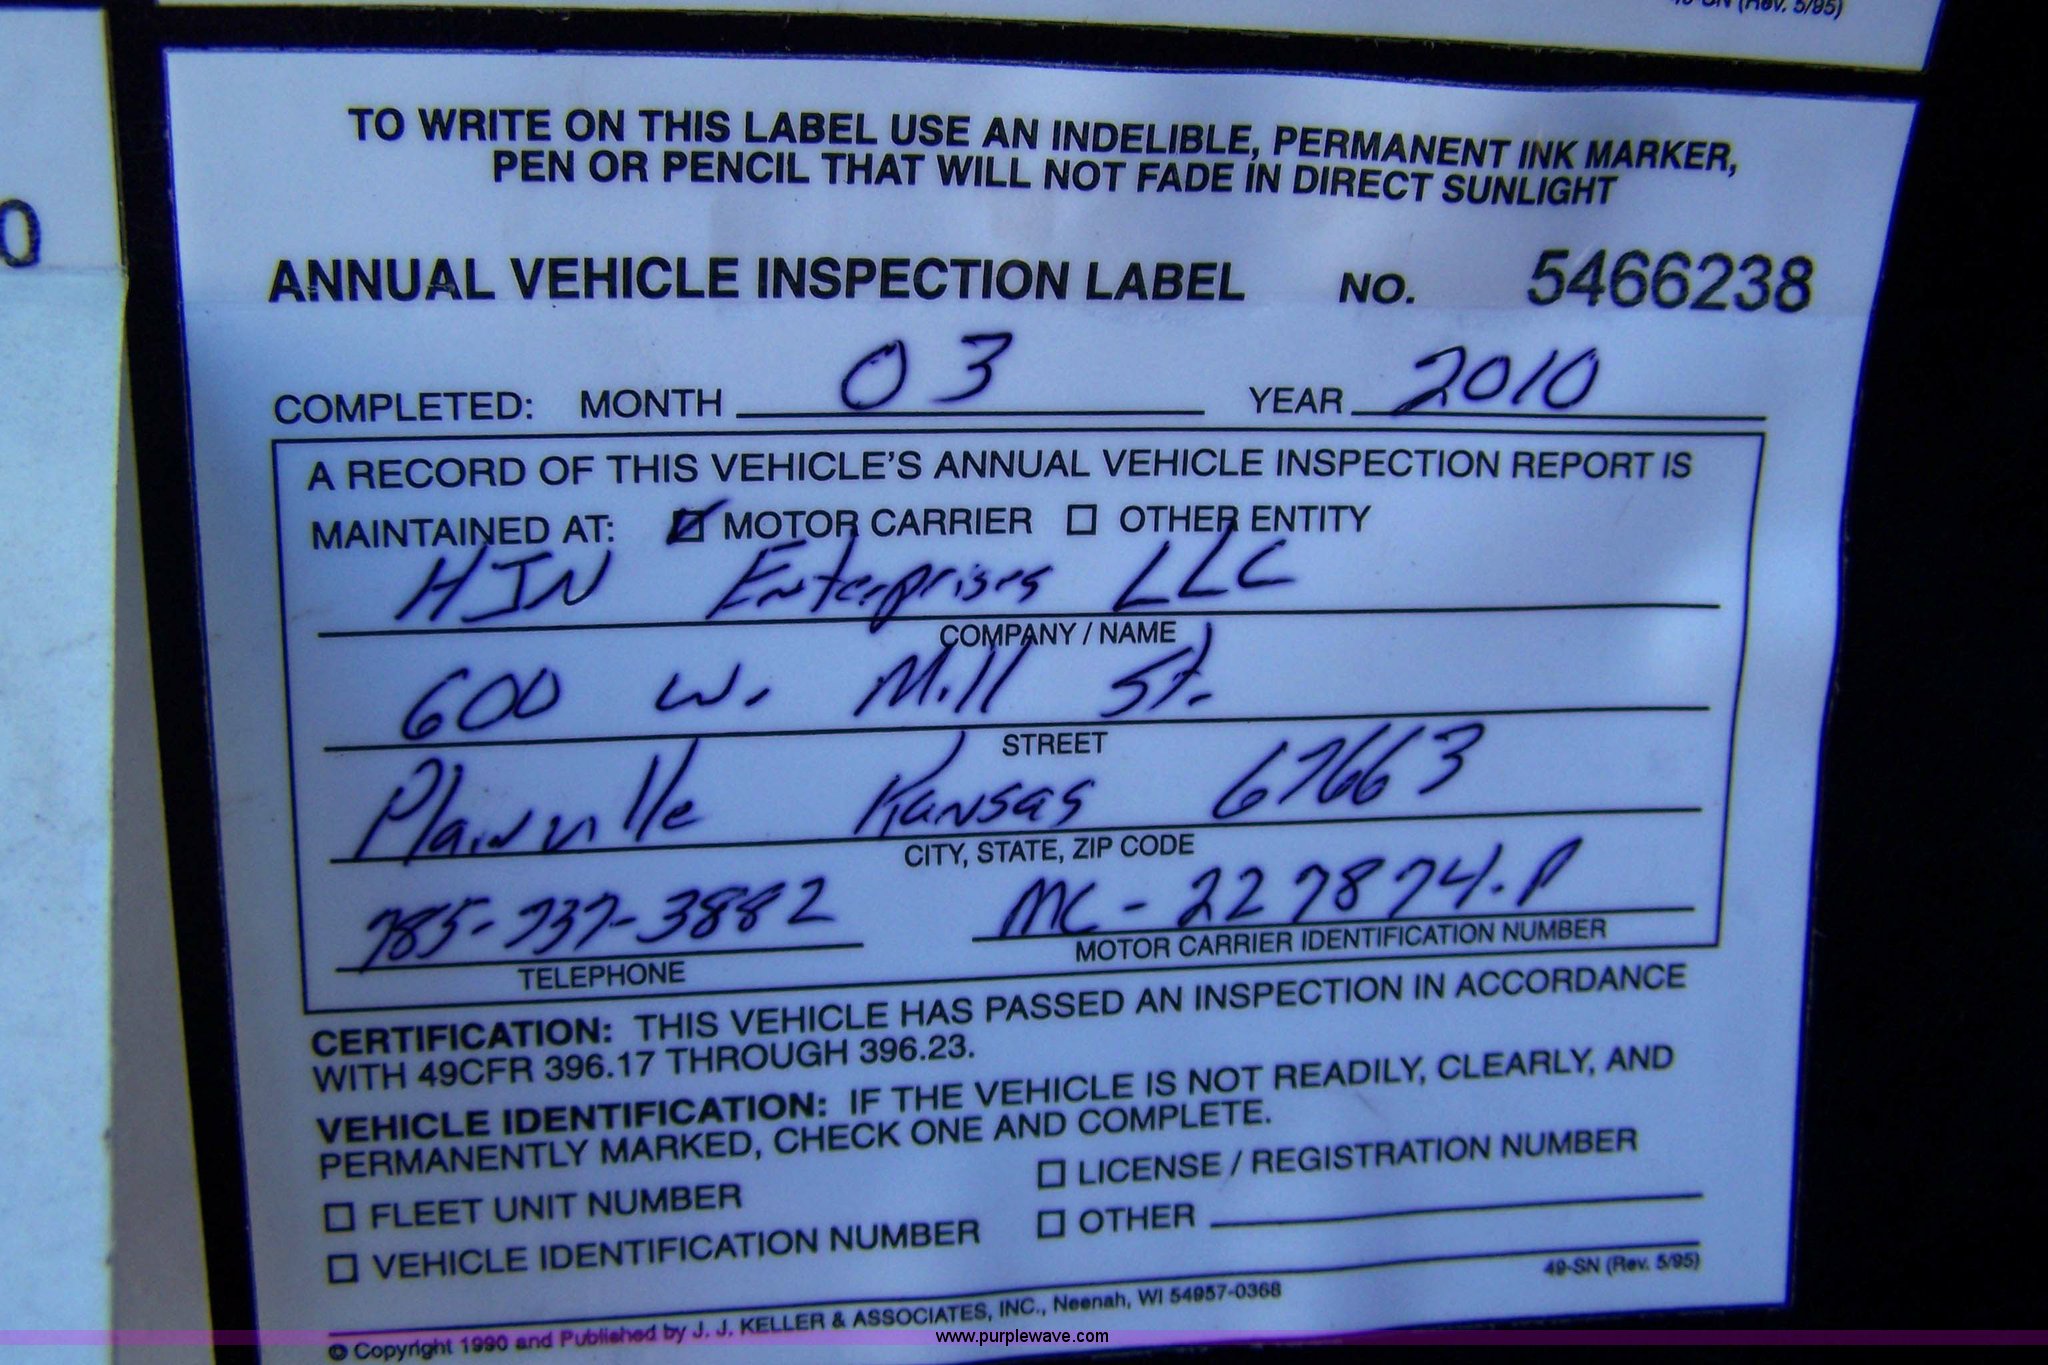 49-SN (Rev. 5/95)
0
TO WRITE ON THIS LABEL USE AN INDELIBLE, PERMANENT INK MARKER,
PEN OR PENCIL THAT WILL NOT FADE IN DIRECT SUNLIGHT
ANNUAL VEHICLE INSPECTION LABEL NO. 5466238
COMPLETED: MONTH 03 YEAR 2010
A RECORD OF THIS VEHICLE'S ANNUAL VEHICLE INSPECTION REPORT IS
MAINTAINED AT: ☑ MOTOR CARRIER ☐ OTHER ENTITY
HJN Enterprises LLC
COMPANY / NAME
600 W. Mill St.
STREET
Plainville Kansas 67663
CITY, STATE, ZIP CODE
785-737-3882 MC-227874-P
TELEPHONE MOTOR CARRIER IDENTIFICATION NUMBER
CERTIFICATION: THIS VEHICLE HAS PASSED AN INSPECTION IN ACCORDANCE
WITH 49CFR 396.17 THROUGH 396.23.
VEHICLE IDENTIFICATION: IF THE VEHICLE IS NOT READILY, CLEARLY, AND
PERMANENTLY MARKED, CHECK ONE AND COMPLETE.
☐ FLEET UNIT NUMBER ☐ LICENSE / REGISTRATION NUMBER
☐ VEHICLE IDENTIFICATION NUMBER ☐ OTHER
49-SN (Rev. 5/95)
© Copyright 1990 and Published by J. J. KELLER & ASSOCIATES, INC., Neenah, WI 54957-0368
www.purplewave.com